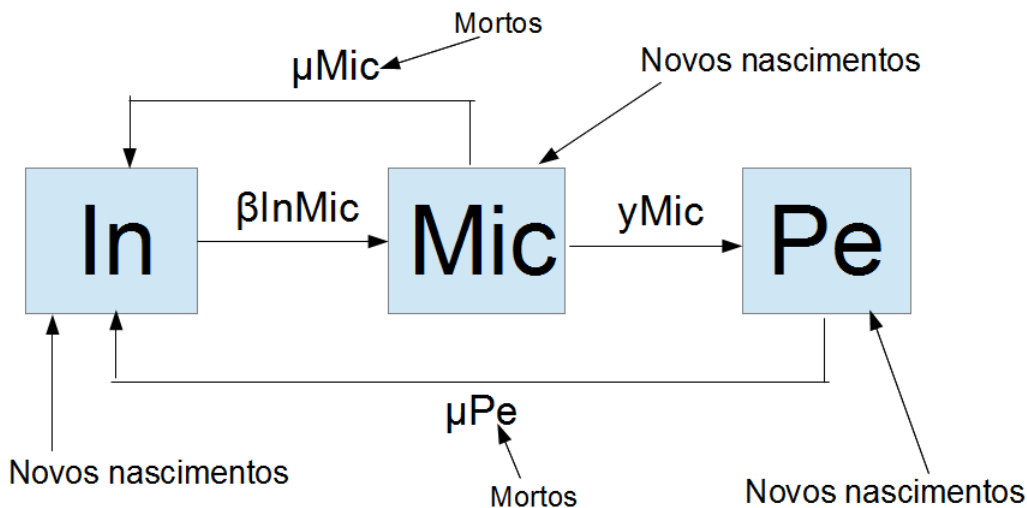 Mortos
μMic
Novos nascimentos
In
βInMic
Mic
yMic
Pe
μPe
Novos nascimentos
Mortos
Novos nascimentos